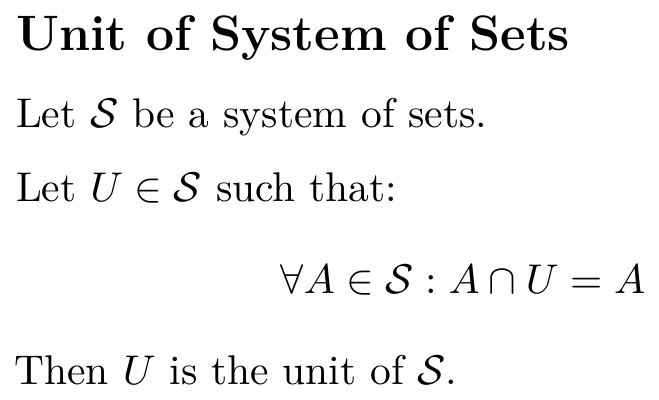 Unit of System of Sets
Let 𝒮 be a system of sets.
Let U ∈ 𝒮 such that:
∀A ∈ 𝒮 : A ∩ U = A
Then U is the unit of 𝒮.